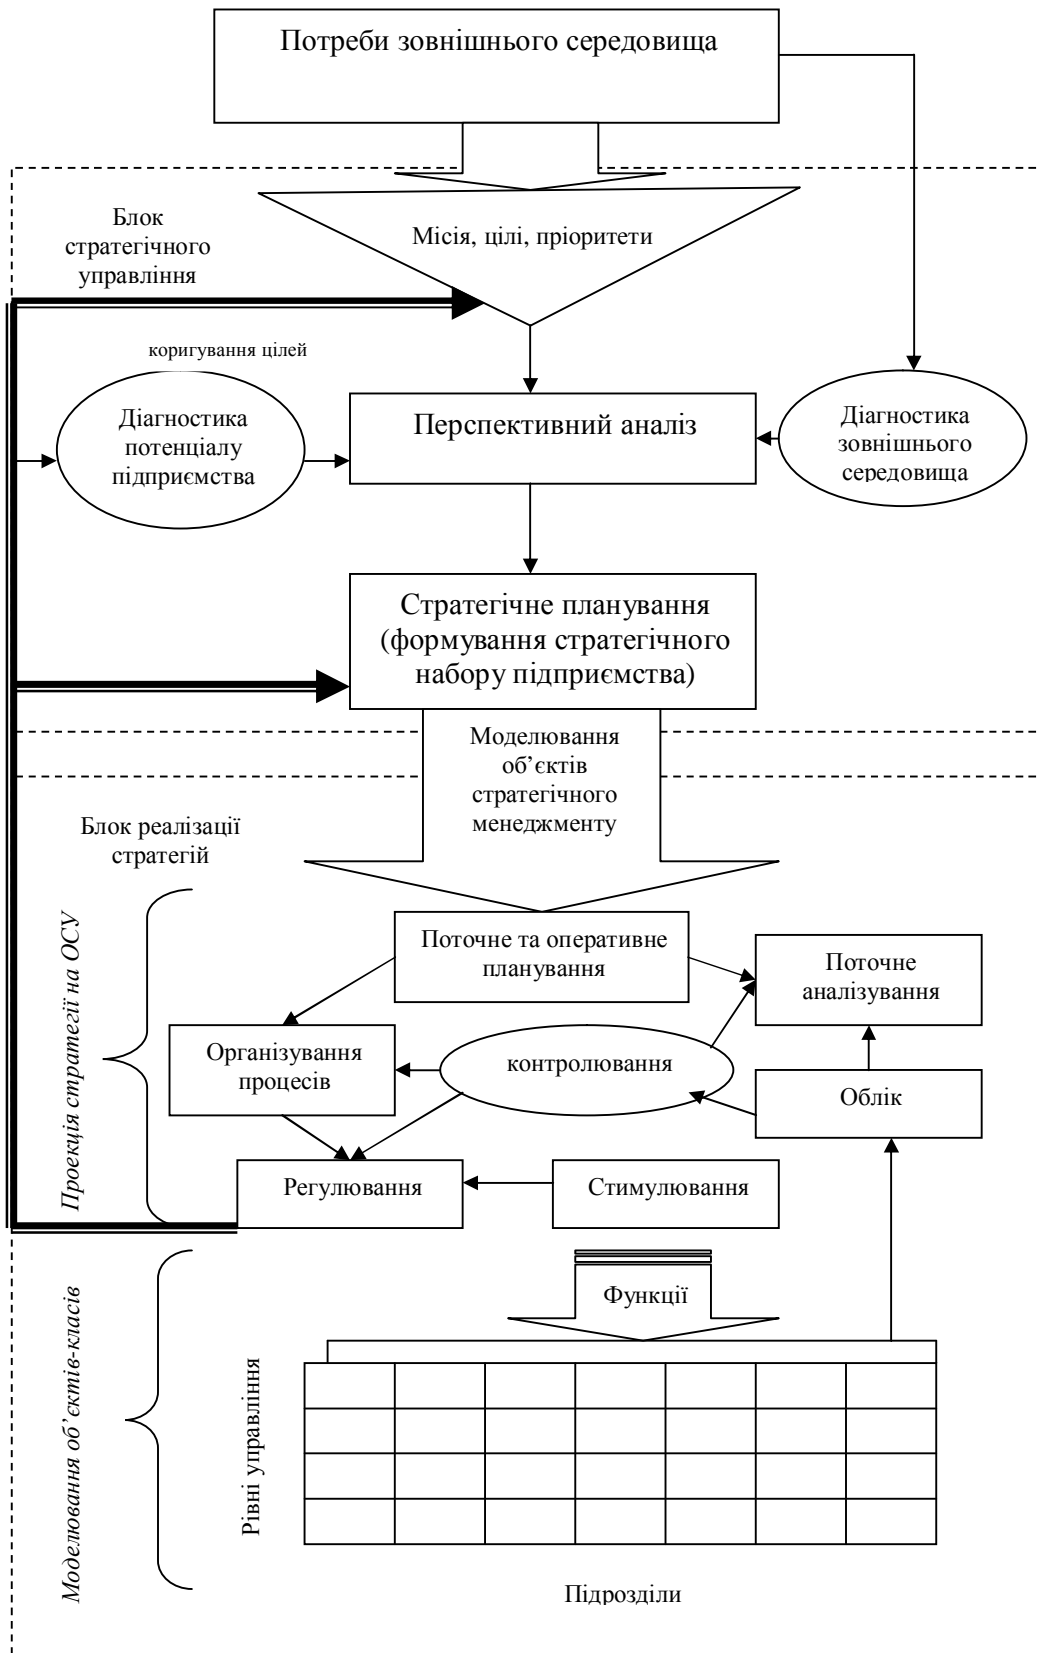 Потреби зовнішнього середовища
Блок
стратегічного
управління
Місія, цілі, пріоритети
коригування цілей
Діагностика
потенціалу
підприємства
Перспективний аналіз
Діагностика
зовнішнього
середовища
Стратегічне планування
(формування стратегічного
набору підприємства)
Моделювання
об’єктів
стратегічного
менеджменту
Блок реалізації
стратегій
Проекція стратегії на ОСУ
Поточне та оперативне
планування
Поточне
аналізування
Організування
процесів
контролювання
Облік
Регулювання
Стимулювання
Моделювання об’єктів-класів
Функції
Рівні управління
Підрозділи